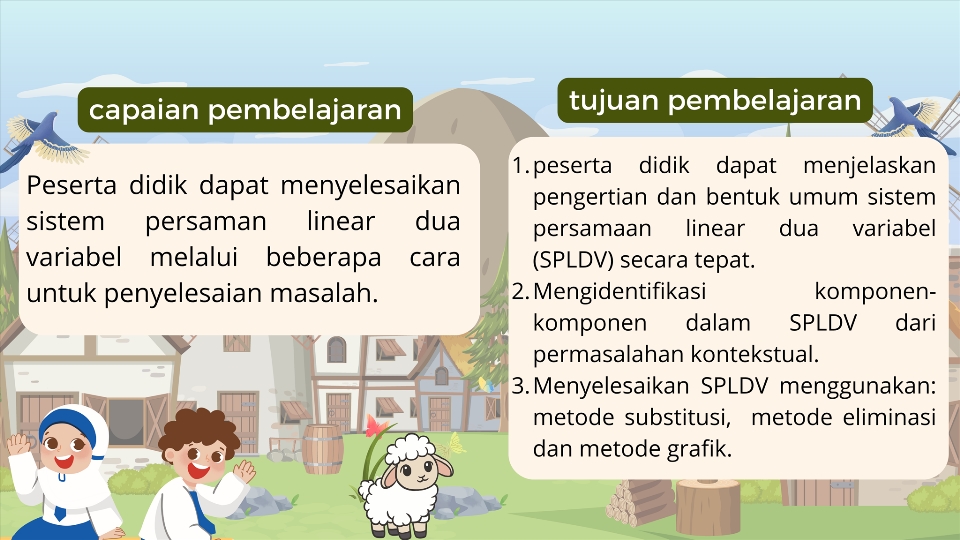 capaian pembelajaran
Peserta didik dapat menyelesaikan
sistem persaman linear dua
variabel melalui beberapa cara
untuk penyelesaian masalah.
tujuan pembelajaran
1. peserta didik dapat menjelaskan
pengertian dan bentuk umum sistem
persamaan linear dua variabel
(SPLDV) secara tepat.
2. Mengidentifikasi komponen-
komponen dalam SPLDV dari
permasalahan kontekstual.
3. Menyelesaikan SPLDV menggunakan:
metode substitusi, metode eliminasi
dan metode grafik.